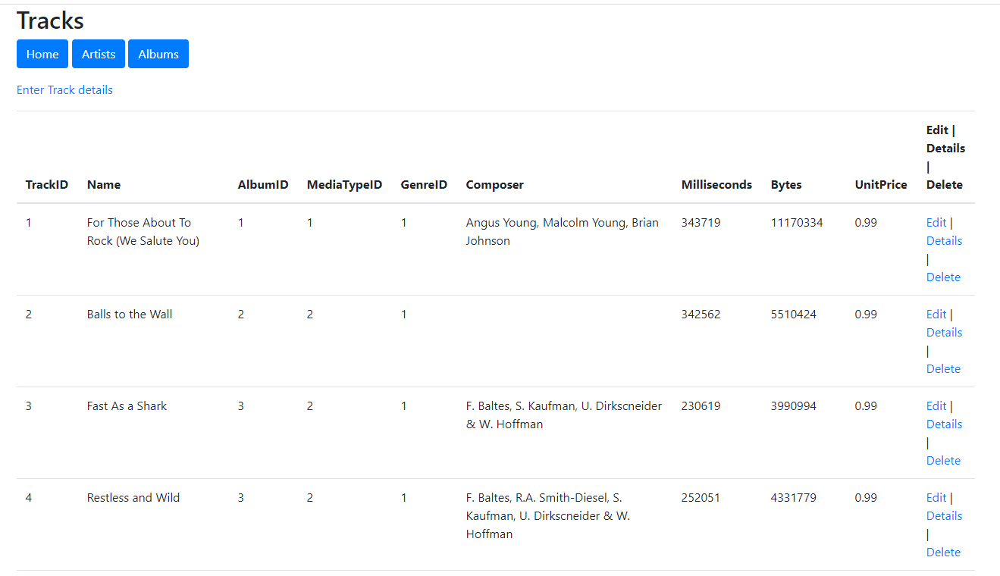 Tracks
Home Artists Albums
Enter Track details
Edit |
Details
|
TrackID Name AlbumID MediaTypeID GenreID Composer Milliseconds Bytes UnitPrice Delete
1 For Those About To 1 1 1 Angus Young, Malcolm Young, Brian 343719 11170334 0.99 Edit |
Rock (We Salute You) Johnson Details
|
Delete
2 Balls to the Wall 2 2 1 342562 5510424 0.99 Edit |
Details
|
Delete
3 Fast As a Shark 3 2 1 F. Baltes, S. Kaufman, U. Dirkscneider 230619 3990994 0.99 Edit |
& W. Hoffman Details
|
Delete
4 Restless and Wild 3 2 1 F. Baltes, R.A. Smith-Diesel, S. 252051 4331779 0.99 Edit |
Kaufman, U. Dirkscneider & W. Details
Hoffman |
Delete